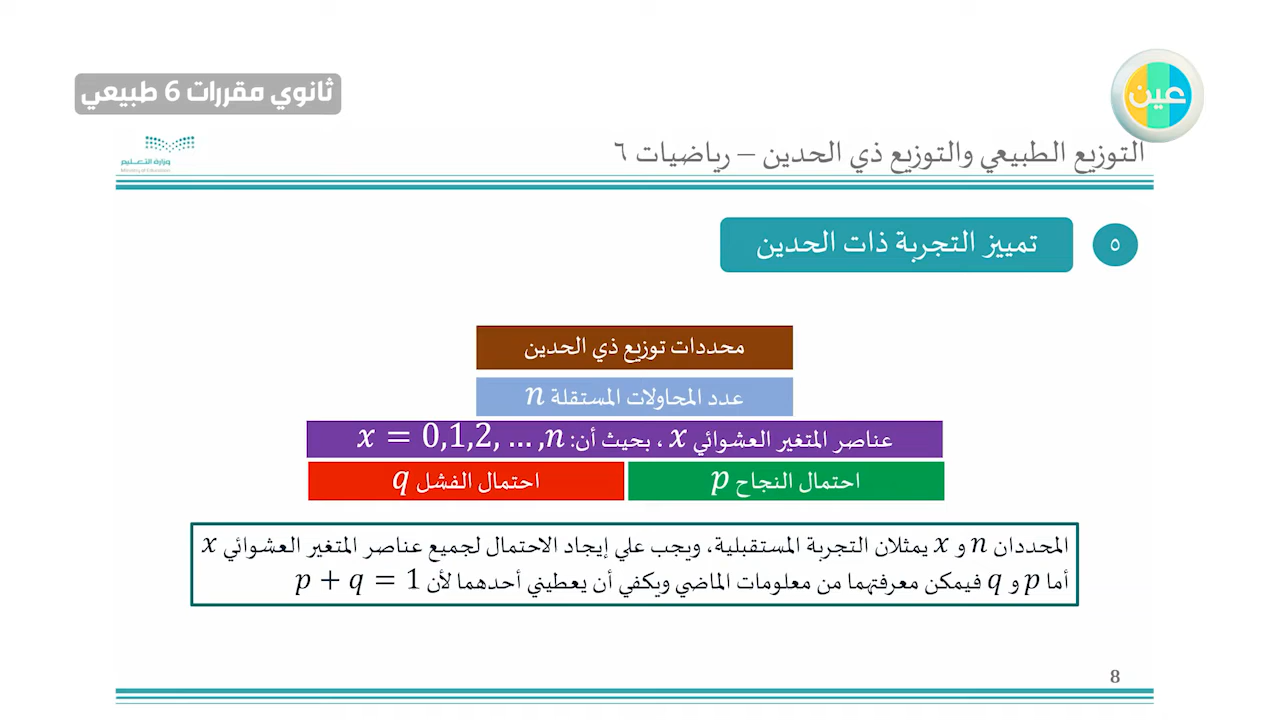 ثانوي مقررات 6 طبيعي
عين
وزارة التعليم
Ministry of Education
التوزيع الطبيعي والتوزيع ذي الحدين – رياضيات ٦
٥
تمييز التجربة ذات الحدين
محددات توزيع ذي الحدين
عدد المحاولات المستقلة n
عناصر المتغير العشوائي x ، بحيث أن: x = 0,1,2, … ,n
احتمال النجاح p
احتمال الفشل q
المحددان n و x يمثلان التجربة المستقبلية، ويجب علي إيجاد الاحتمال لجميع عناصر المتغير العشوائي x
أما p و q فيمكن معرفتهما من معلومات الماضي ويكفي أن يعطيني أحدهما لأن p + q = 1
8